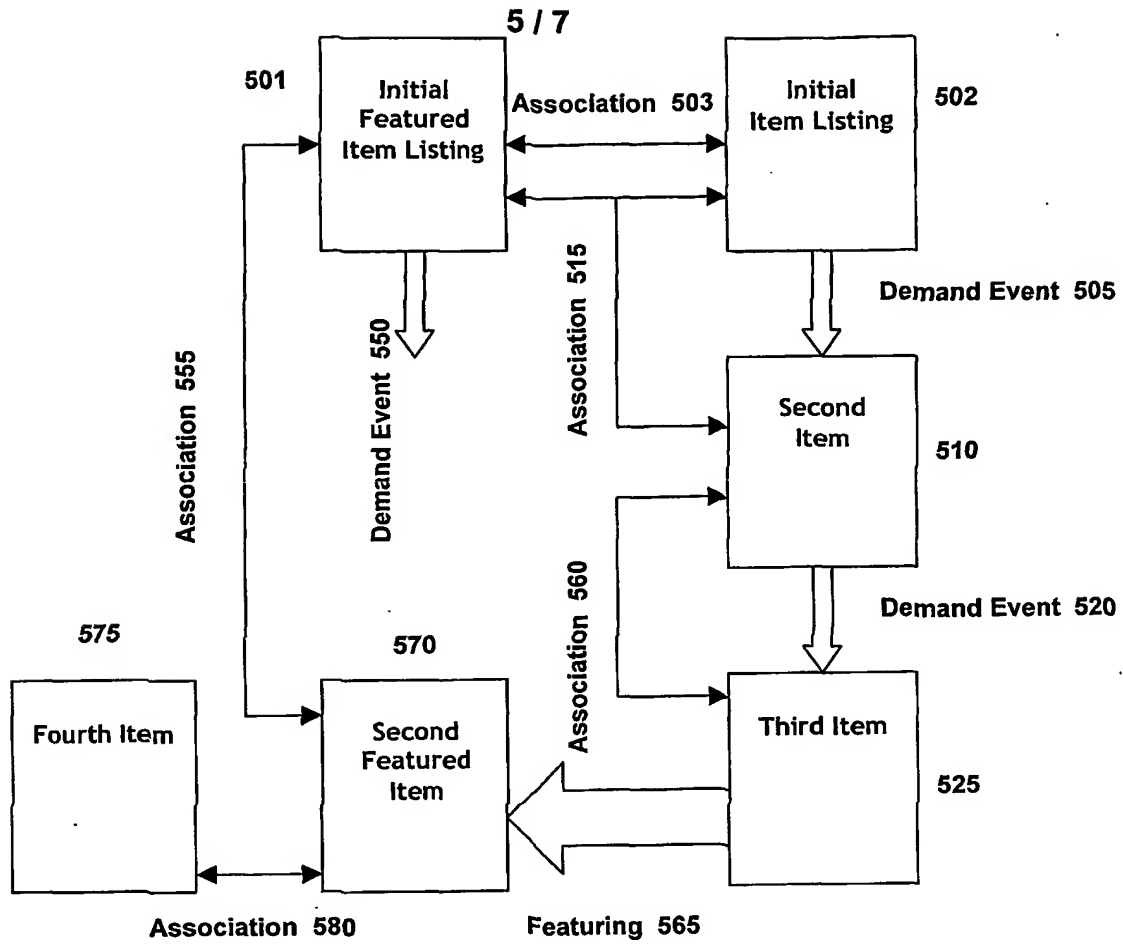 5 / 7
501
Initial
Featured
Item Listing
Association 503
Initial
Item Listing
502
Association 515
Demand Event 505
Demand Event 550
Association 555
Second
Item
510
Association 560
Demand Event 520
575
570
Fourth Item
Second
Featured
Item
Third Item
525
Association 580
Featuring 565